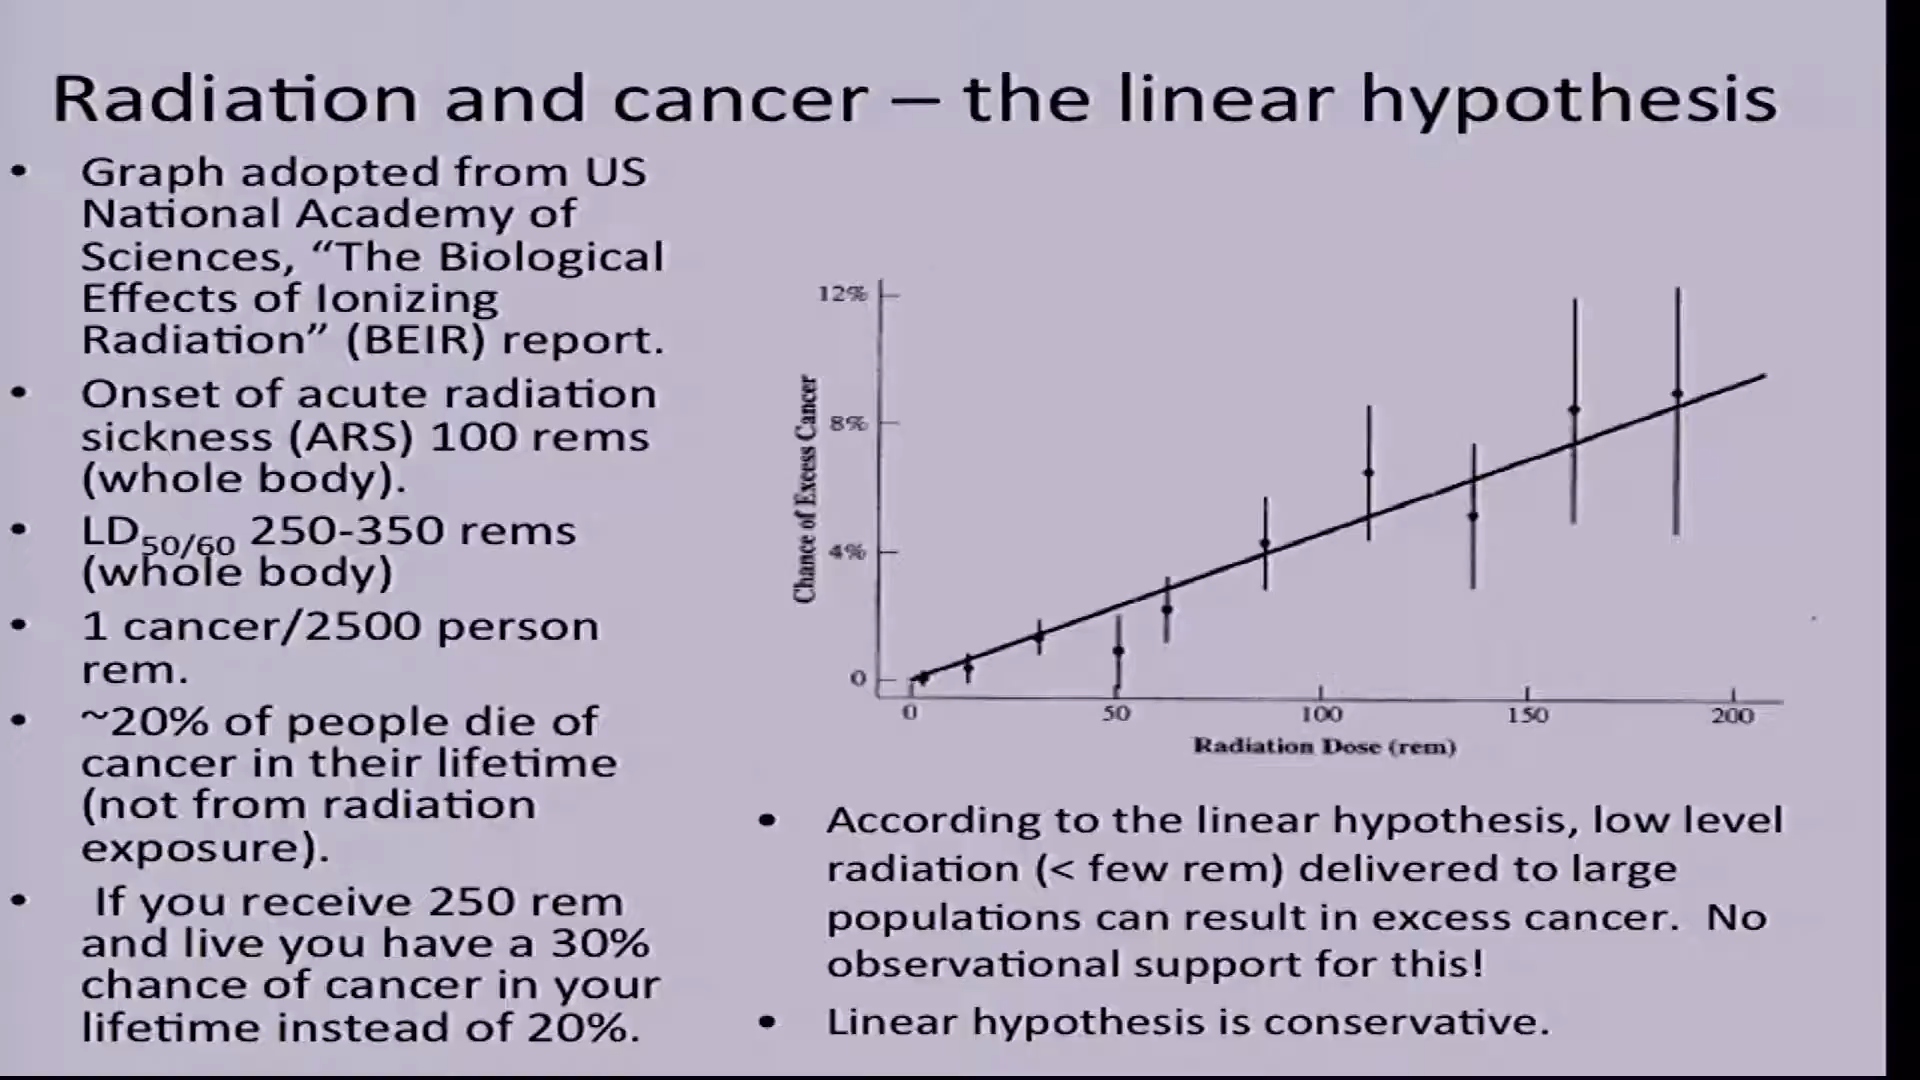 Radiation and cancer – the linear hypothesis
• Graph adopted from US
National Academy of
Sciences, “The Biological
Effects of Ionizing
Radiation” (BEIR) report.
• Onset of acute radiation
sickness (ARS) 100 rems
(whole body).
• LD50/60 250-350 rems
(whole body)
• 1 cancer/2500 person
rem.
• ~20% of people die of
cancer in their lifetime
(not from radiation
exposure).
• If you receive 250 rem
and live you have a 30%
chance of cancer in your
lifetime instead of 20%.
Chance of Excess Cancer
12%
8%
4%
0
0 50 100 150 200
Radiation Dose (rem)
• According to the linear hypothesis, low level
radiation (< few rem) delivered to large
populations can result in excess cancer. No
observational support for this!
• Linear hypothesis is conservative.